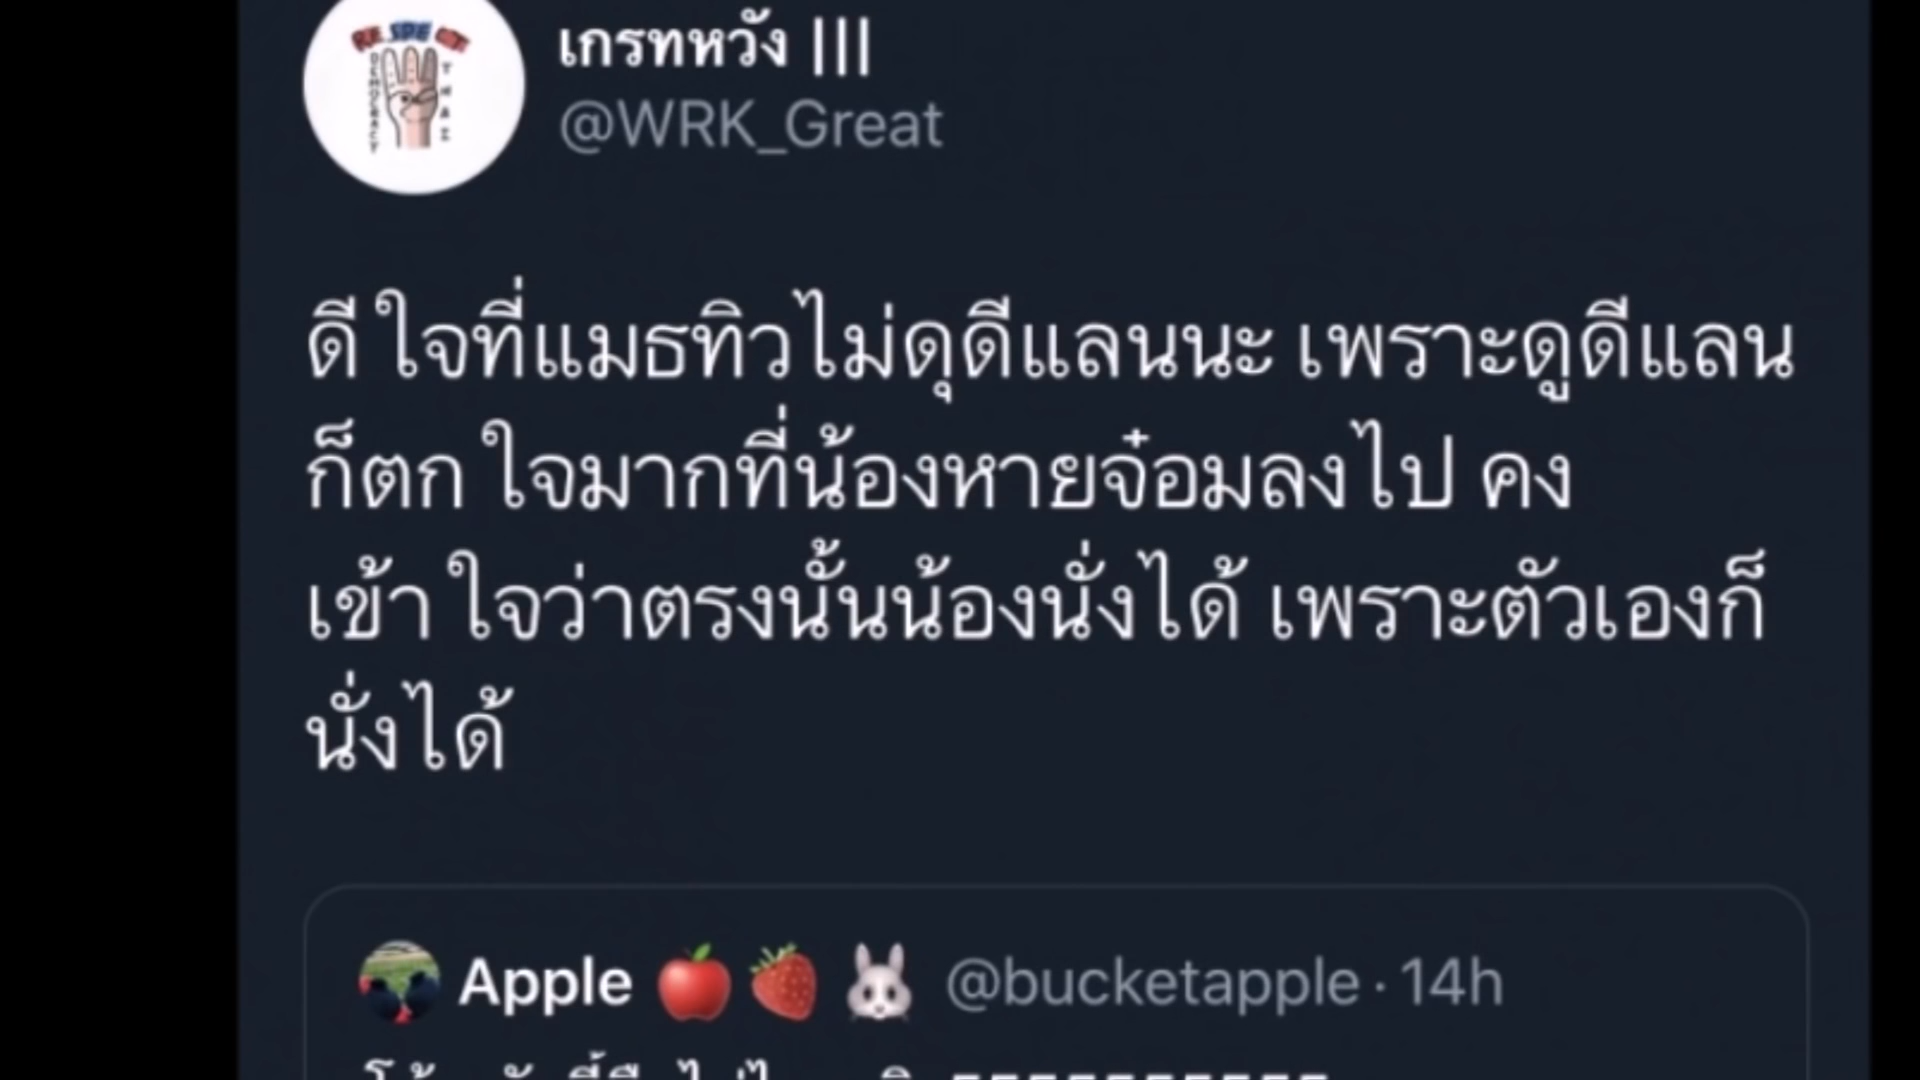 RESPECT
DEMOCRACY
THAI
เกรทหวัง |||
@WRK_Great
ดีใจที่แมธทิวไม่ดุดีแลนนะ เพราะดูดีแลน
ก็ตกใจมากที่น้องหายจ๋อมลงไป คง
เข้าใจว่าตรงนั้นน้องนั่งได้ เพราะตัวเองก็
นั่งได้
Apple 🍎🍓🐰 @bucketapple · 14h